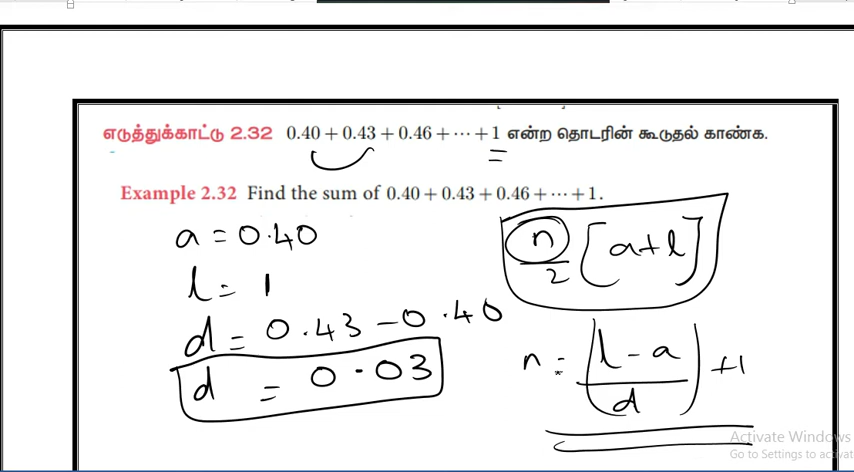 எடுத்துக்காட்டு 2.32 0.40 + 0.43 + 0.46 + ⋯ + 1 என்ற தொடரின் கூடுதல் காண்க.
Example 2.32 Find the sum of 0.40 + 0.43 + 0.46 + ⋯ + 1.
a = 0.40
l = 1
d = 0.43 - 0.40
d = 0.03
n/2 [a+l]
n = (l-a/d) +1
Activate Windows
Go to Settings to activat